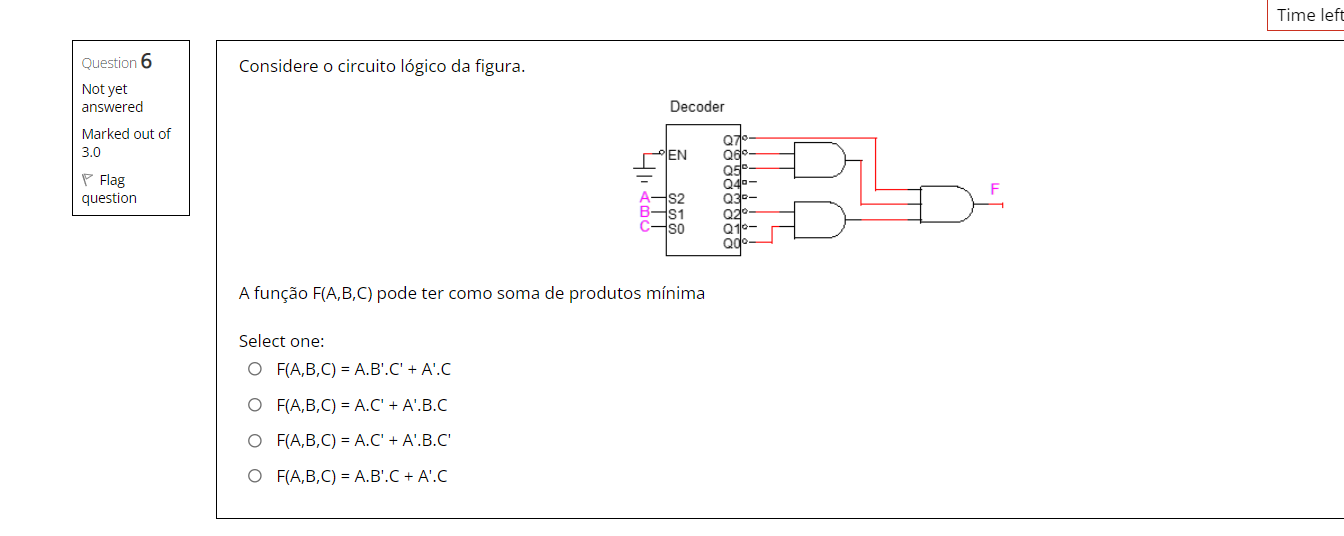 Time left
Question 6
Not yet
answered
Marked out of
3.0
Flag
question
Considere o circuito lógico da figura.
Decoder
EN
A
B
C
S2
S1
S0
Q7
Q6
Q5
Q4
Q3
Q2
Q1
Q0
F
A função F(A,B,C) pode ter como soma de produtos mínima
Select one:
F(A,B,C) = A.B'.C' + A'.C
F(A,B,C) = A.C' + A'.B.C
F(A,B,C) = A.C' + A'.B.C'
F(A,B,C) = A.B'.C + A'.C